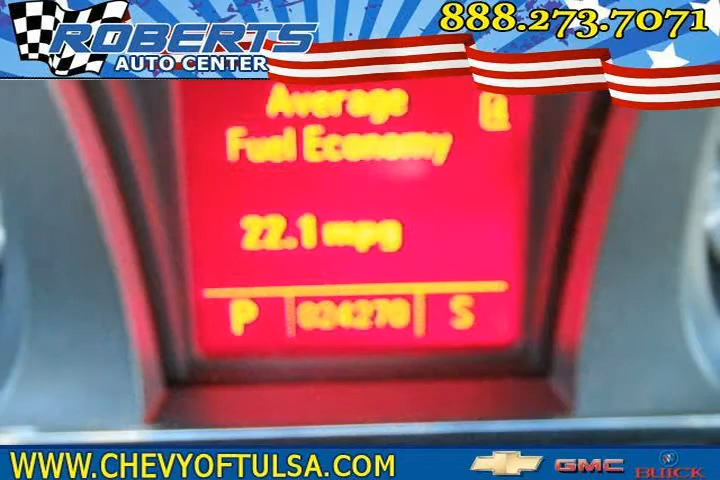 ROBERTS
AUTO CENTER
888.273.7071
Average
Fuel Economy
22.1 mpg
P 024270 S
WWW.CHEVYOFTULSA.COM
GMC
BUICK